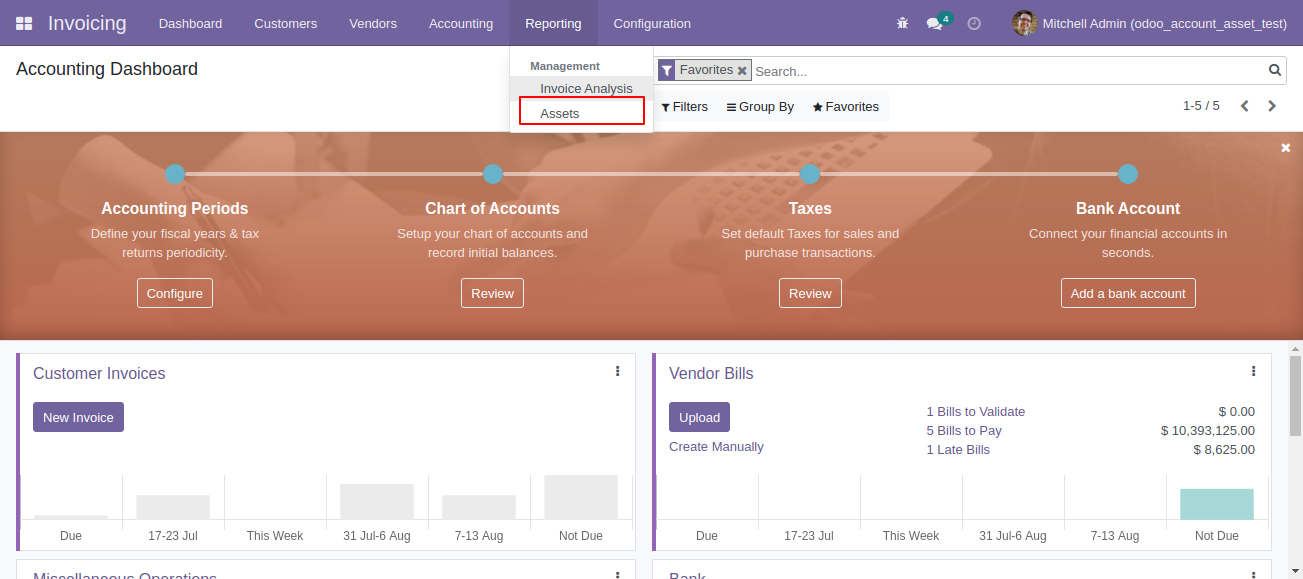 Invoicing Dashboard Customers Vendors Accounting Reporting Configuration 4 Mitchell Admin (odoo_account_asset_test)
Accounting Dashboard
Management
Invoice Analysis
Assets
Favorites Search...
Filters Group By Favorites
1-5 / 5
Accounting Periods
Define your fiscal years & tax
returns periodicity.
Configure
Chart of Accounts
Setup your chart of accounts and
record initial balances.
Review
Taxes
Set default Taxes for sales and
purchase transactions.
Review
Bank Account
Connect your financial accounts in
seconds.
Add a bank account
Customer Invoices
New Invoice
Due 17-23 Jul This Week 31 Jul-6 Aug 7-13 Aug Not Due
Vendor Bills
Upload
Create Manually
1 Bills to Validate $ 0.00
5 Bills to Pay $ 10,393,125.00
1 Late Bills $ 8,625.00
Due 17-23 Jul This Week 31 Jul-6 Aug 7-13 Aug Not Due
Miscellaneous Operations
Bank